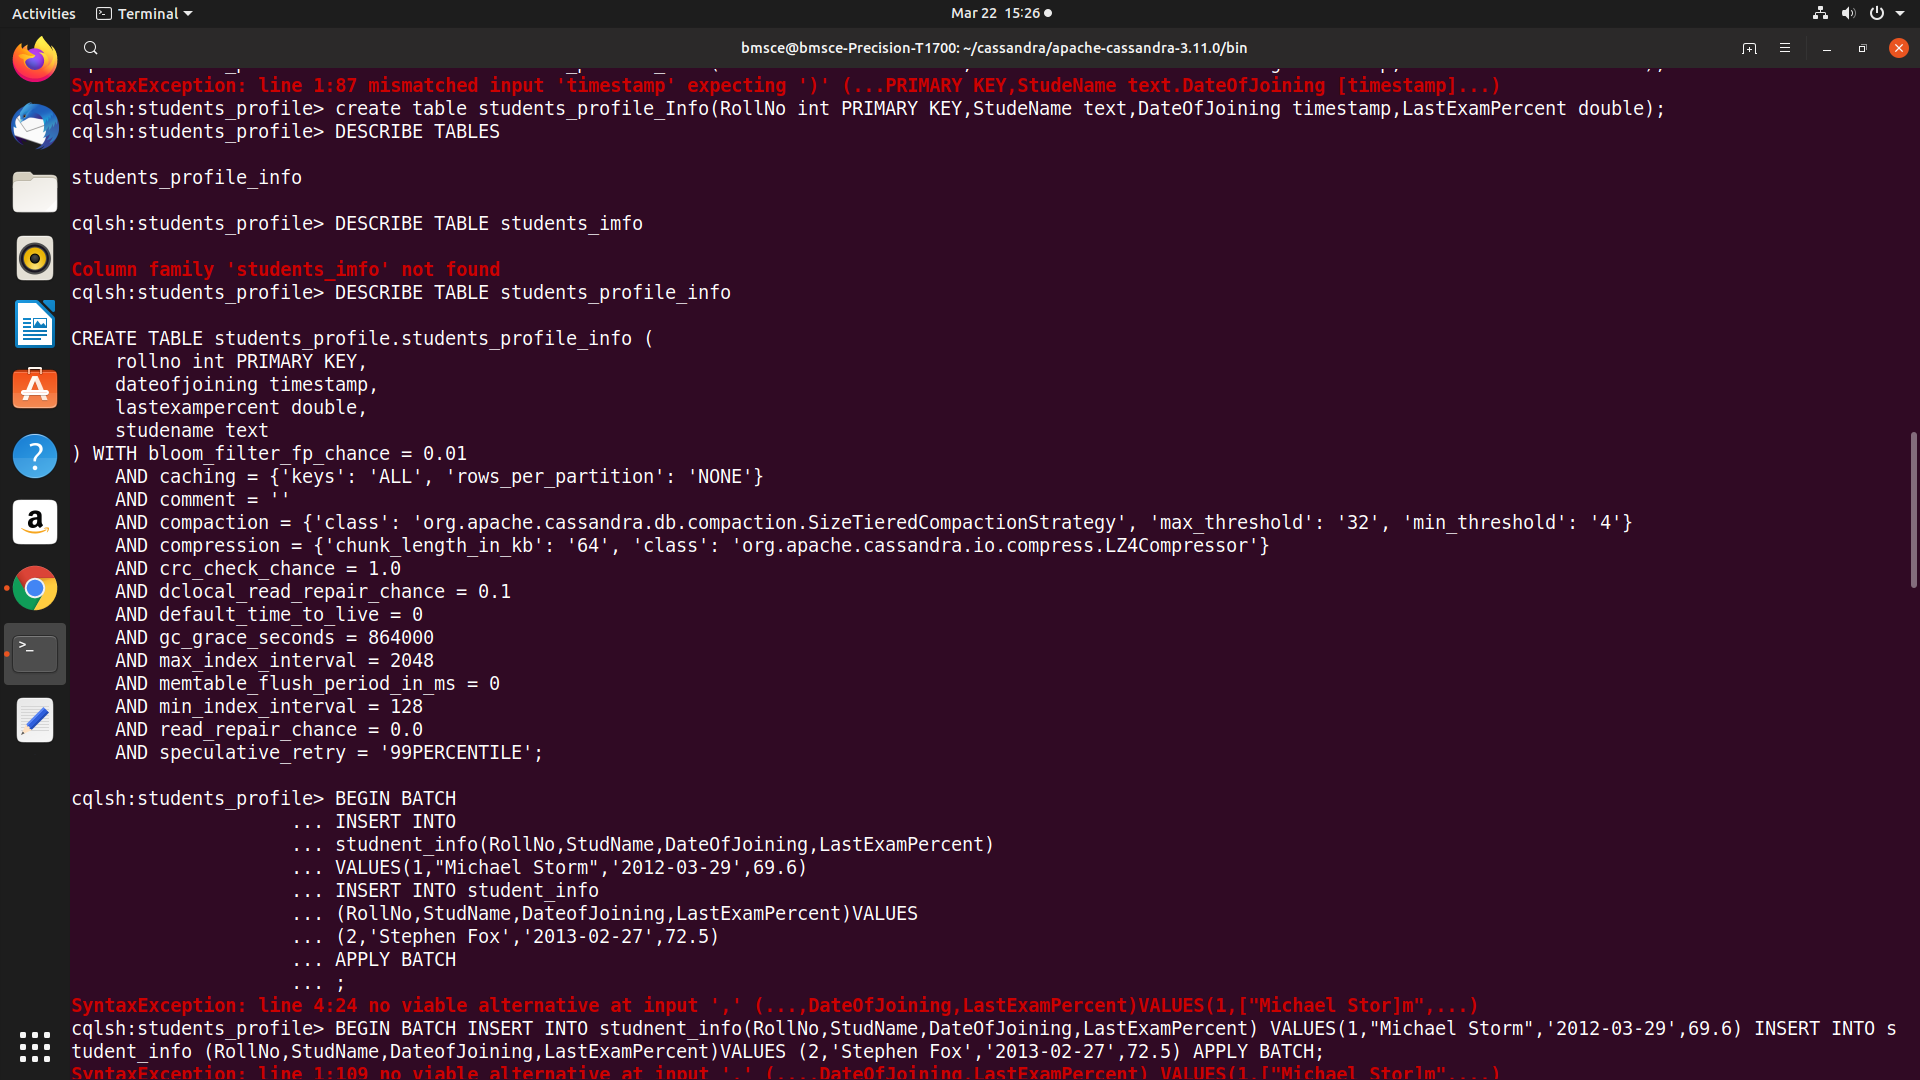 Activities Terminal Mar 22 15:26
bmsce@bmsce-Precision-T1700: ~/cassandra/apache-cassandra-3.11.0/bin
SyntaxException: line 1:87 mismatched input 'timestamp' expecting ')' (...PRIMARY KEY,StudeName text.DateOfJoining [timestamp]...)
cqlsh:students_profile> create table students_profile_Info(RollNo int PRIMARY KEY,StudeName text,DateOfJoining timestamp,LastExamPercent double);
cqlsh:students_profile> DESCRIBE TABLES
students_profile_info
cqlsh:students_profile> DESCRIBE TABLE students_imfo
Column family 'students_imfo' not found
cqlsh:students_profile> DESCRIBE TABLE students_profile_info
CREATE TABLE students_profile.students_profile_info (
    rollno int PRIMARY KEY,
    dateofjoining timestamp,
    lastexampercent double,
    studename text
) WITH bloom_filter_fp_chance = 0.01
    AND caching = {'keys': 'ALL', 'rows_per_partition': 'NONE'}
    AND comment = ''
    AND compaction = {'class': 'org.apache.cassandra.db.compaction.SizeTieredCompactionStrategy', 'max_threshold': '32', 'min_threshold': '4'}
    AND compression = {'chunk_length_in_kb': '64', 'class': 'org.apache.cassandra.io.compress.LZ4Compressor'}
    AND crc_check_chance = 1.0
    AND dclocal_read_repair_chance = 0.1
    AND default_time_to_live = 0
    AND gc_grace_seconds = 864000
    AND max_index_interval = 2048
    AND memtable_flush_period_in_ms = 0
    AND min_index_interval = 128
    AND read_repair_chance = 0.0
    AND speculative_retry = '99PERCENTILE';
cqlsh:students_profile> BEGIN BATCH
                    ... INSERT INTO
                    ... studnent_info(RollNo,StudName,DateOfJoining,LastExamPercent)
                    ... VALUES(1,"Michael Storm",'2012-03-29',69.6)
                    ... INSERT INTO student_info
                    ... (RollNo,StudName,DateofJoining,LastExamPercent)VALUES
                    ... (2,'Stephen Fox','2013-02-27',72.5)
                    ... APPLY BATCH
                    ... ;
SyntaxException: line 4:24 no viable alternative at input ',' (...,DateOfJoining,LastExamPercent)VALUES(1,["Michael Stor]m",...)
cqlsh:students_profile> BEGIN BATCH INSERT INTO studnent_info(RollNo,StudName,DateOfJoining,LastExamPercent) VALUES(1,"Michael Storm",'2012-03-29',69.6) INSERT INTO s
tudent_info (RollNo,StudName,DateofJoining,LastExamPercent)VALUES (2,'Stephen Fox','2013-02-27',72.5) APPLY BATCH;
SyntaxException: line 1:109 no viable alternative at input ',' (...,DateOfJoining,LastExamPercent) VALUES(1,["Michael Stor]m",...)